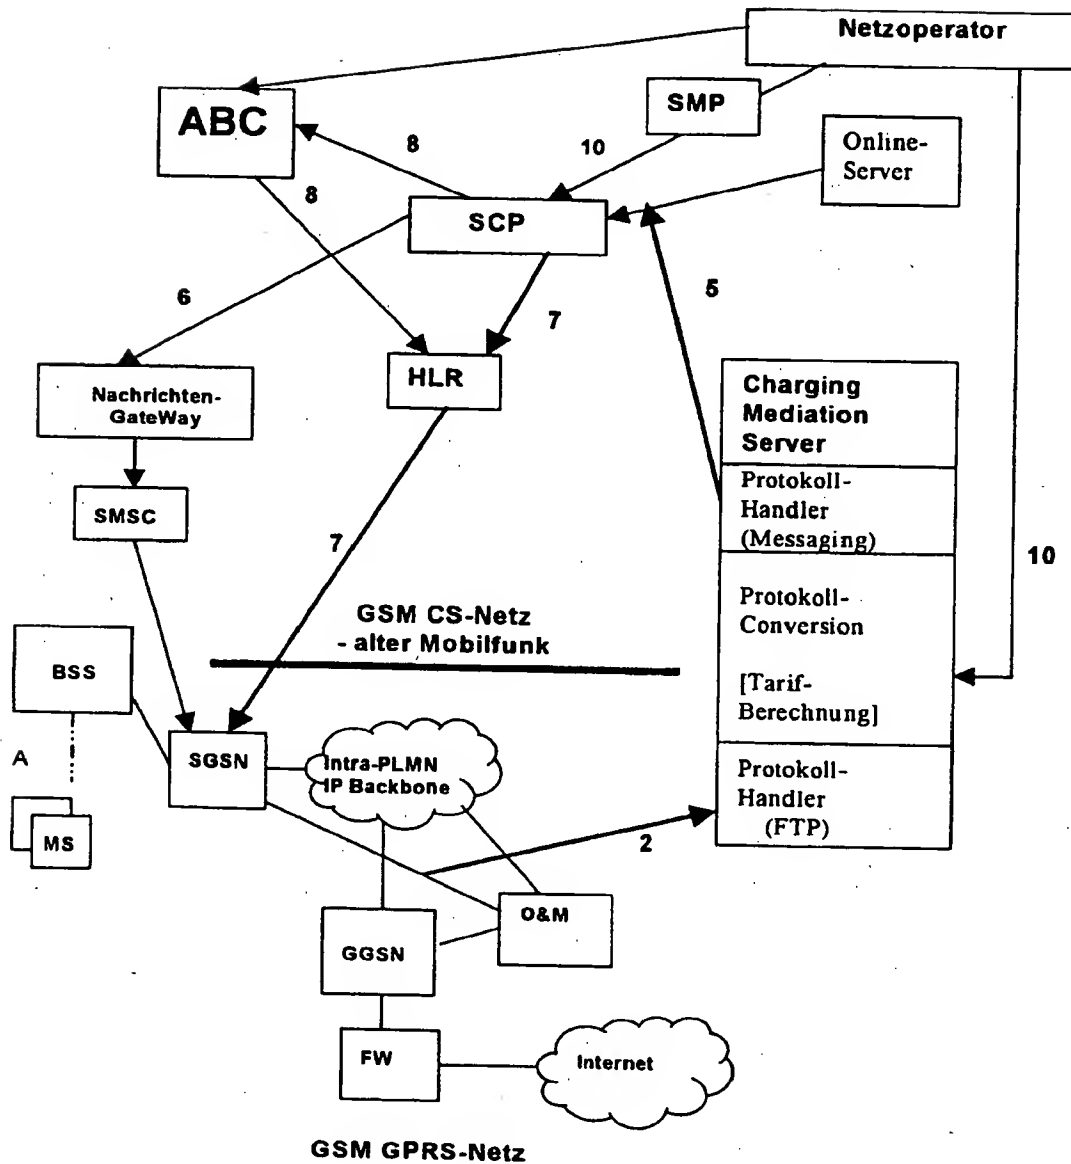 Netzoperator
ABC
SMP
Online-
Server
8
10
8
SCP
5
6
7
Nachrichten-
GateWay
HLR
Charging
Mediation
Server
SMSC
Protokoll-
Handler
(Messaging)
7
10
GSM CS-Netz
- alter Mobilfunk
Protokoll-
Conversion
[Tarif-
Berechnung]
BSS
A
SGSN
Intra-PLMN
IP Backbone
Protokoll-
Handler
(FTP)
MS
2
O&M
GGSN
FW
Internet
GSM GPRS-Netz